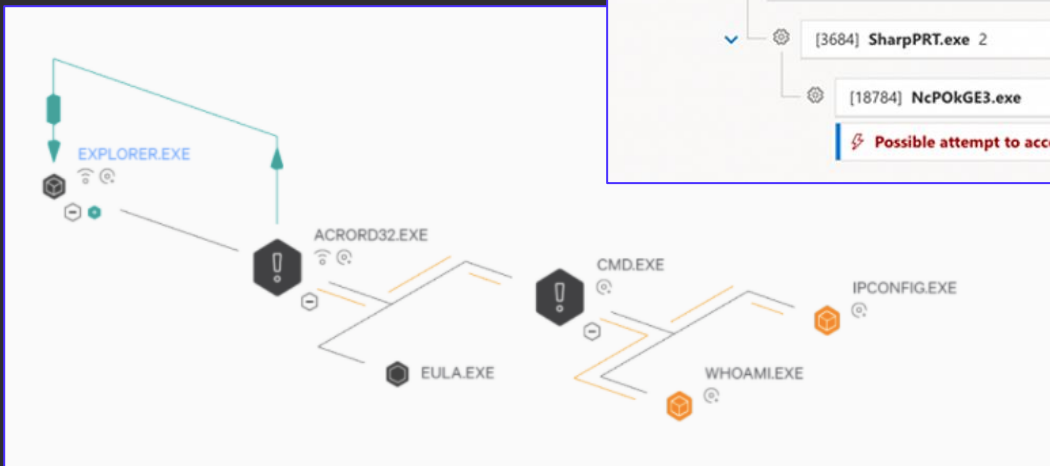 [3684] SharpPRT.exe 2
[18784] NcPOkGE3.exe
Possible attempt to acc
EXPLORER.EXE
ACRORD32.EXE
CMD.EXE
IPCONFIG.EXE
EULA.EXE
WHOAMI.EXE